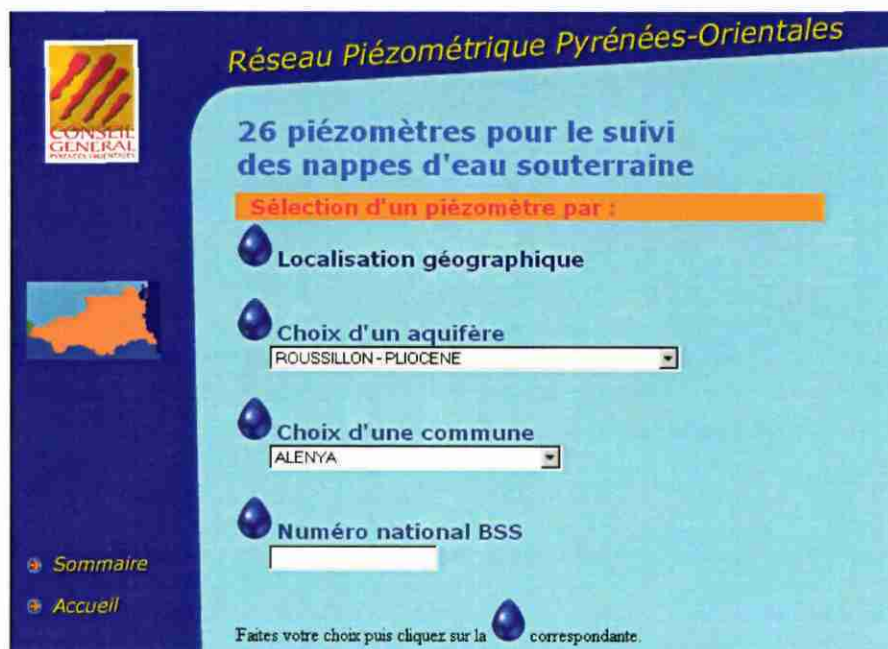 Réseau Piézométrique Pyrénées-Orientales
CONSEIL
GENERAL
PYRENEES ORIENTALES
26 piézomètres pour le suivi
des nappes d'eau souterraine
Sélection d'un piézomètre par :
Localisation géographique
Choix d'un aquifère
ROUSSILLON - PLIOCENE
Choix d'une commune
ALENYA
Numéro national BSS
Sommaire
Accueil
Faites votre choix puis cliquez sur la correspondante.